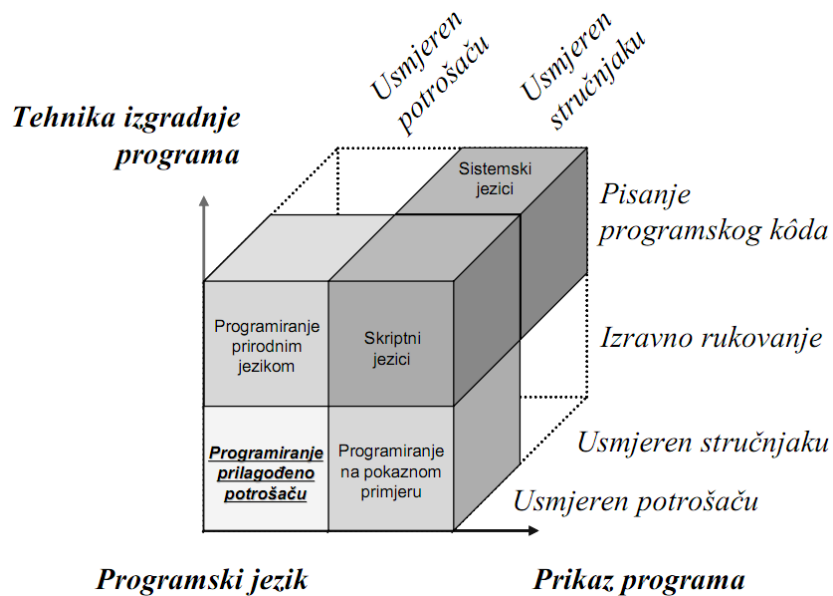 Usmjeren
potrošaču
Usmjeren
stručnjaku
Tehnika izgradnje
programa
Sistemski
jezici
Pisanje
programskog kôda
Programiranje
prirodnim
jezikom
Skriptni
jezici
Izravno rukovanje
Programiranje
prilagođeno
potrošaču
Programiranje
na pokaznom
primjeru
Usmjeren stručnjaku
Usmjeren potrošaču
Programski jezik
Prikaz programa